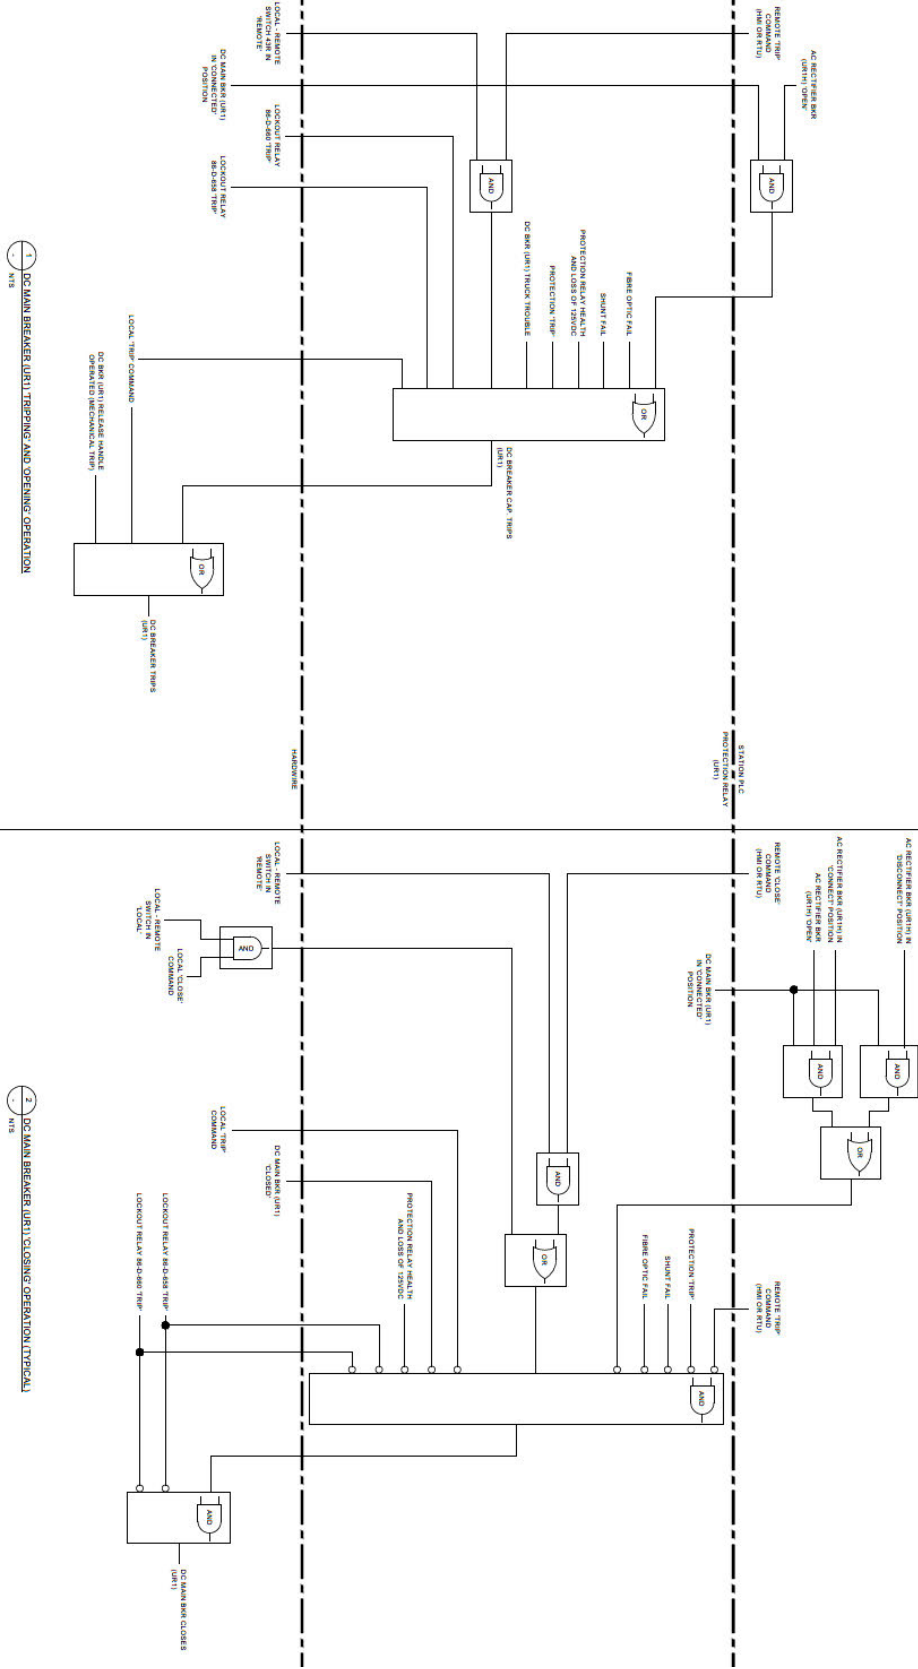 REMOTE 'TRIP'
COMMAND
(HMI OR RTU)
AC RECTIFIER BKR
(UR1H) 'OPEN'
AND
LOCAL - REMOTE
SWITCH 43R IN
'REMOTE'
DC MAIN BKR (UR1)
IN 'CONNECTED'
POSITION
LOCKOUT RELAY
86-D-660 'TRIP'
LOCKOUT RELAY
86-D-658 'TRIP'
AND
FIBRE OPTIC FAIL
SHUNT FAIL
PROTECTION RELAY HEALTH
AND LOSS OF 125VDC
PROTECTION 'TRIP'
DC BKR (UR1) TRUCK TROUBLE
OR
DC BREAKER CAP. TRIPS
(UR1)
LOCAL 'TRIP' COMMAND
DC BKR (UR1) RELEASE HANDLE
OPERATED (MECHANICAL TRIP)
OR
DC BREAKER TRIPS
(UR1)
1
DC MAIN BREAKER (UR1) 'TRIPPING' AND 'OPENING' OPERATION
-
NTS
STATION PLC
PROTECTION RELAY
(UR1)
HARDWIRE
AC RECTIFIER BKR (UR1H) IN
'DISCONNECT' POSITION
AC RECTIFIER BKR (UR1H) IN
'CONNECT' POSITION
AC RECTIFIER BKR
(UR1H) 'OPEN'
REMOTE 'CLOSE'
COMMAND
(HMI OR RTU)
DC MAIN BKR (UR1)
IN 'CONNECTED'
POSITION
AND
AND
OR
LOCAL - REMOTE
SWITCH IN
'REMOTE'
LOCAL - REMOTE
SWITCH IN
'LOCAL'
LOCAL 'CLOSE'
COMMAND
AND
AND
OR
LOCAL 'TRIP'
COMMAND
DC MAIN BKR (UR1)
'CLOSED'
PROTECTION RELAY HEALTH
AND LOSS OF 125VDC
LOCKOUT RELAY 86-D-658 'TRIP'
LOCKOUT RELAY 86-D-660 'TRIP'
REMOTE 'TRIP'
COMMAND
(HMI OR RTU)
PROTECTION 'TRIP'
SHUNT FAIL
FIBRE OPTIC FAIL
AND
AND
DC MAIN BKR CLOSES
(UR1)
2
DC MAIN BREAKER (UR1) 'CLOSING' OPERATION (TYPICAL)
-
NTS